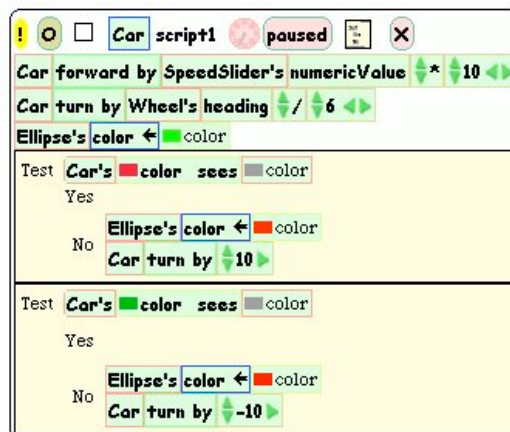 ! O Car script1 paused X
Car forward by SpeedSlider's numericValue * 10
Car turn by Wheel's heading / 6
Ellipse's color ← color
Test Car's color sees color
Yes
Ellipse's color ← color
No
Car turn by 10
Test Car's color sees color
Yes
Ellipse's color ← color
No
Car turn by -10